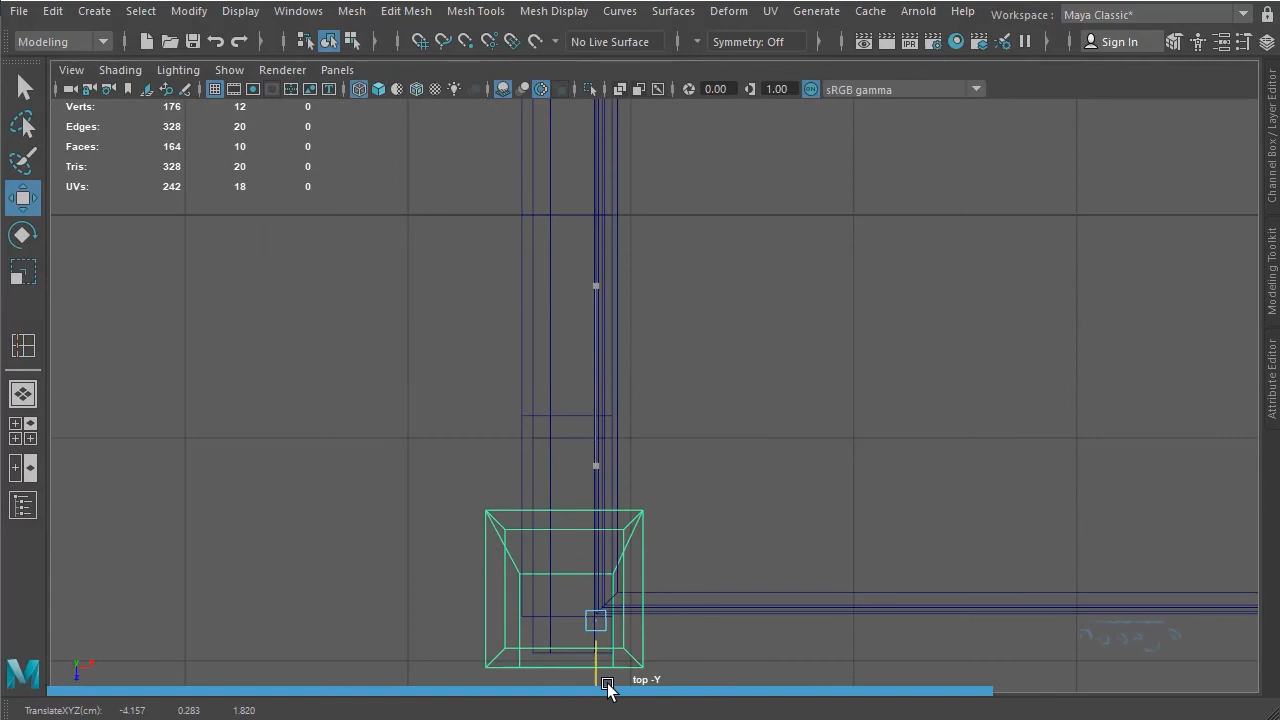 File Edit Create Select Modify Display Windows Mesh Edit Mesh Mesh Tools Mesh Display Curves Surfaces Deform UV Generate Cache Arnold Help Workspace: Maya Classic*
Modeling No Live Surface Symmetry: Off Sign In
View Shading Lighting Show Renderer Panels
0.00 1.00 ON sRGB gamma
Verts: 176 12 0
Edges: 328 20 0
Faces: 164 10 0
Tris: 328 20 0
UVs: 242 18 0
Channel Box / Layer Editor
Modeling Toolkit
Attribute Editor
y
z
top -Y
M
TranslateXYZ(cm): -4.157 0.283 1.820